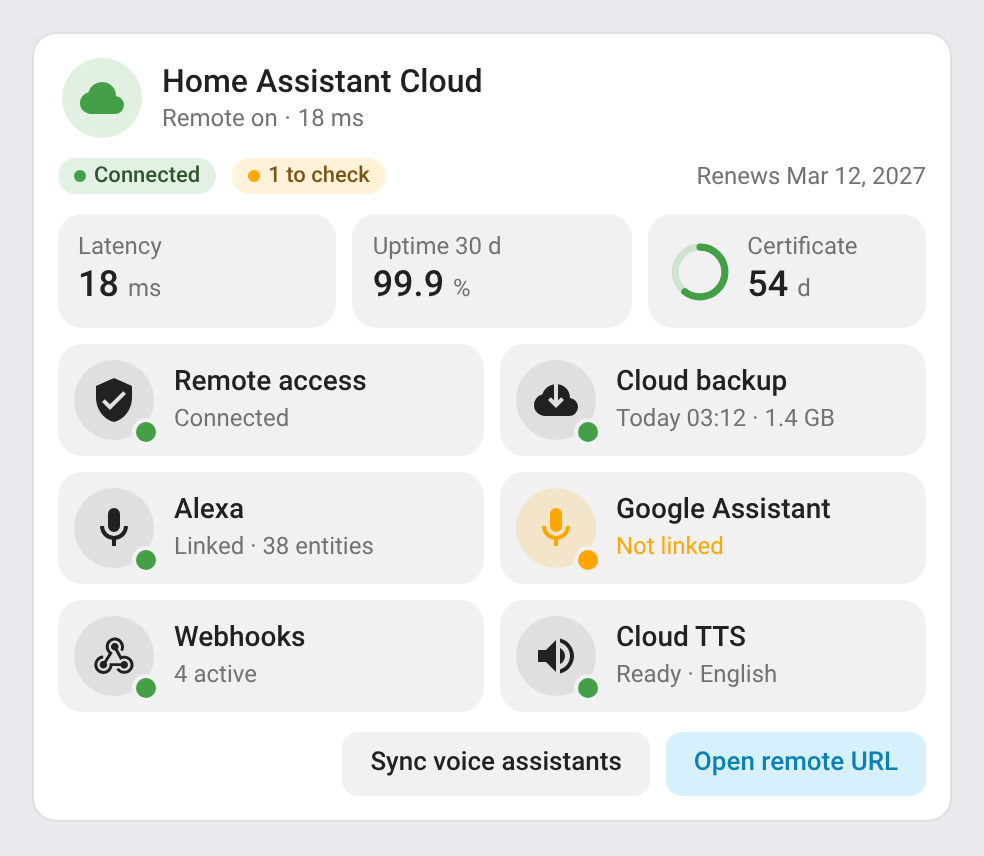 Home Assistant Cloud
Remote on · 18 ms
Connected
1 to check
Renews Mar 12, 2027
Latency
18 ms
Uptime 30 d
99.9 %
Certificate
54 d
Remote access
Connected
Cloud backup
Today 03:12 · 1.4 GB
Alexa
Linked · 38 entities
Google Assistant
Not linked
Webhooks
4 active
Cloud TTS
Ready · English
Sync voice assistants
Open remote URL